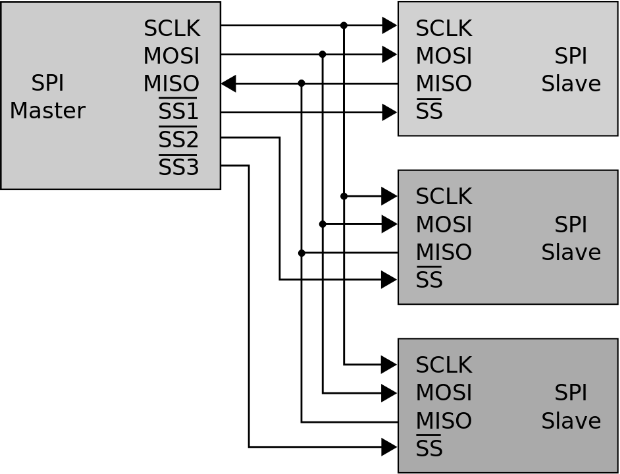 SCLK
MOSI
SPI
Master
MISO
SS1
SS2
SS3
SCLK
MOSI
SPI
MISO
Slave
SS
SCLK
MOSI
SPI
MISO
Slave
SS
SCLK
MOSI
SPI
MISO
Slave
SS